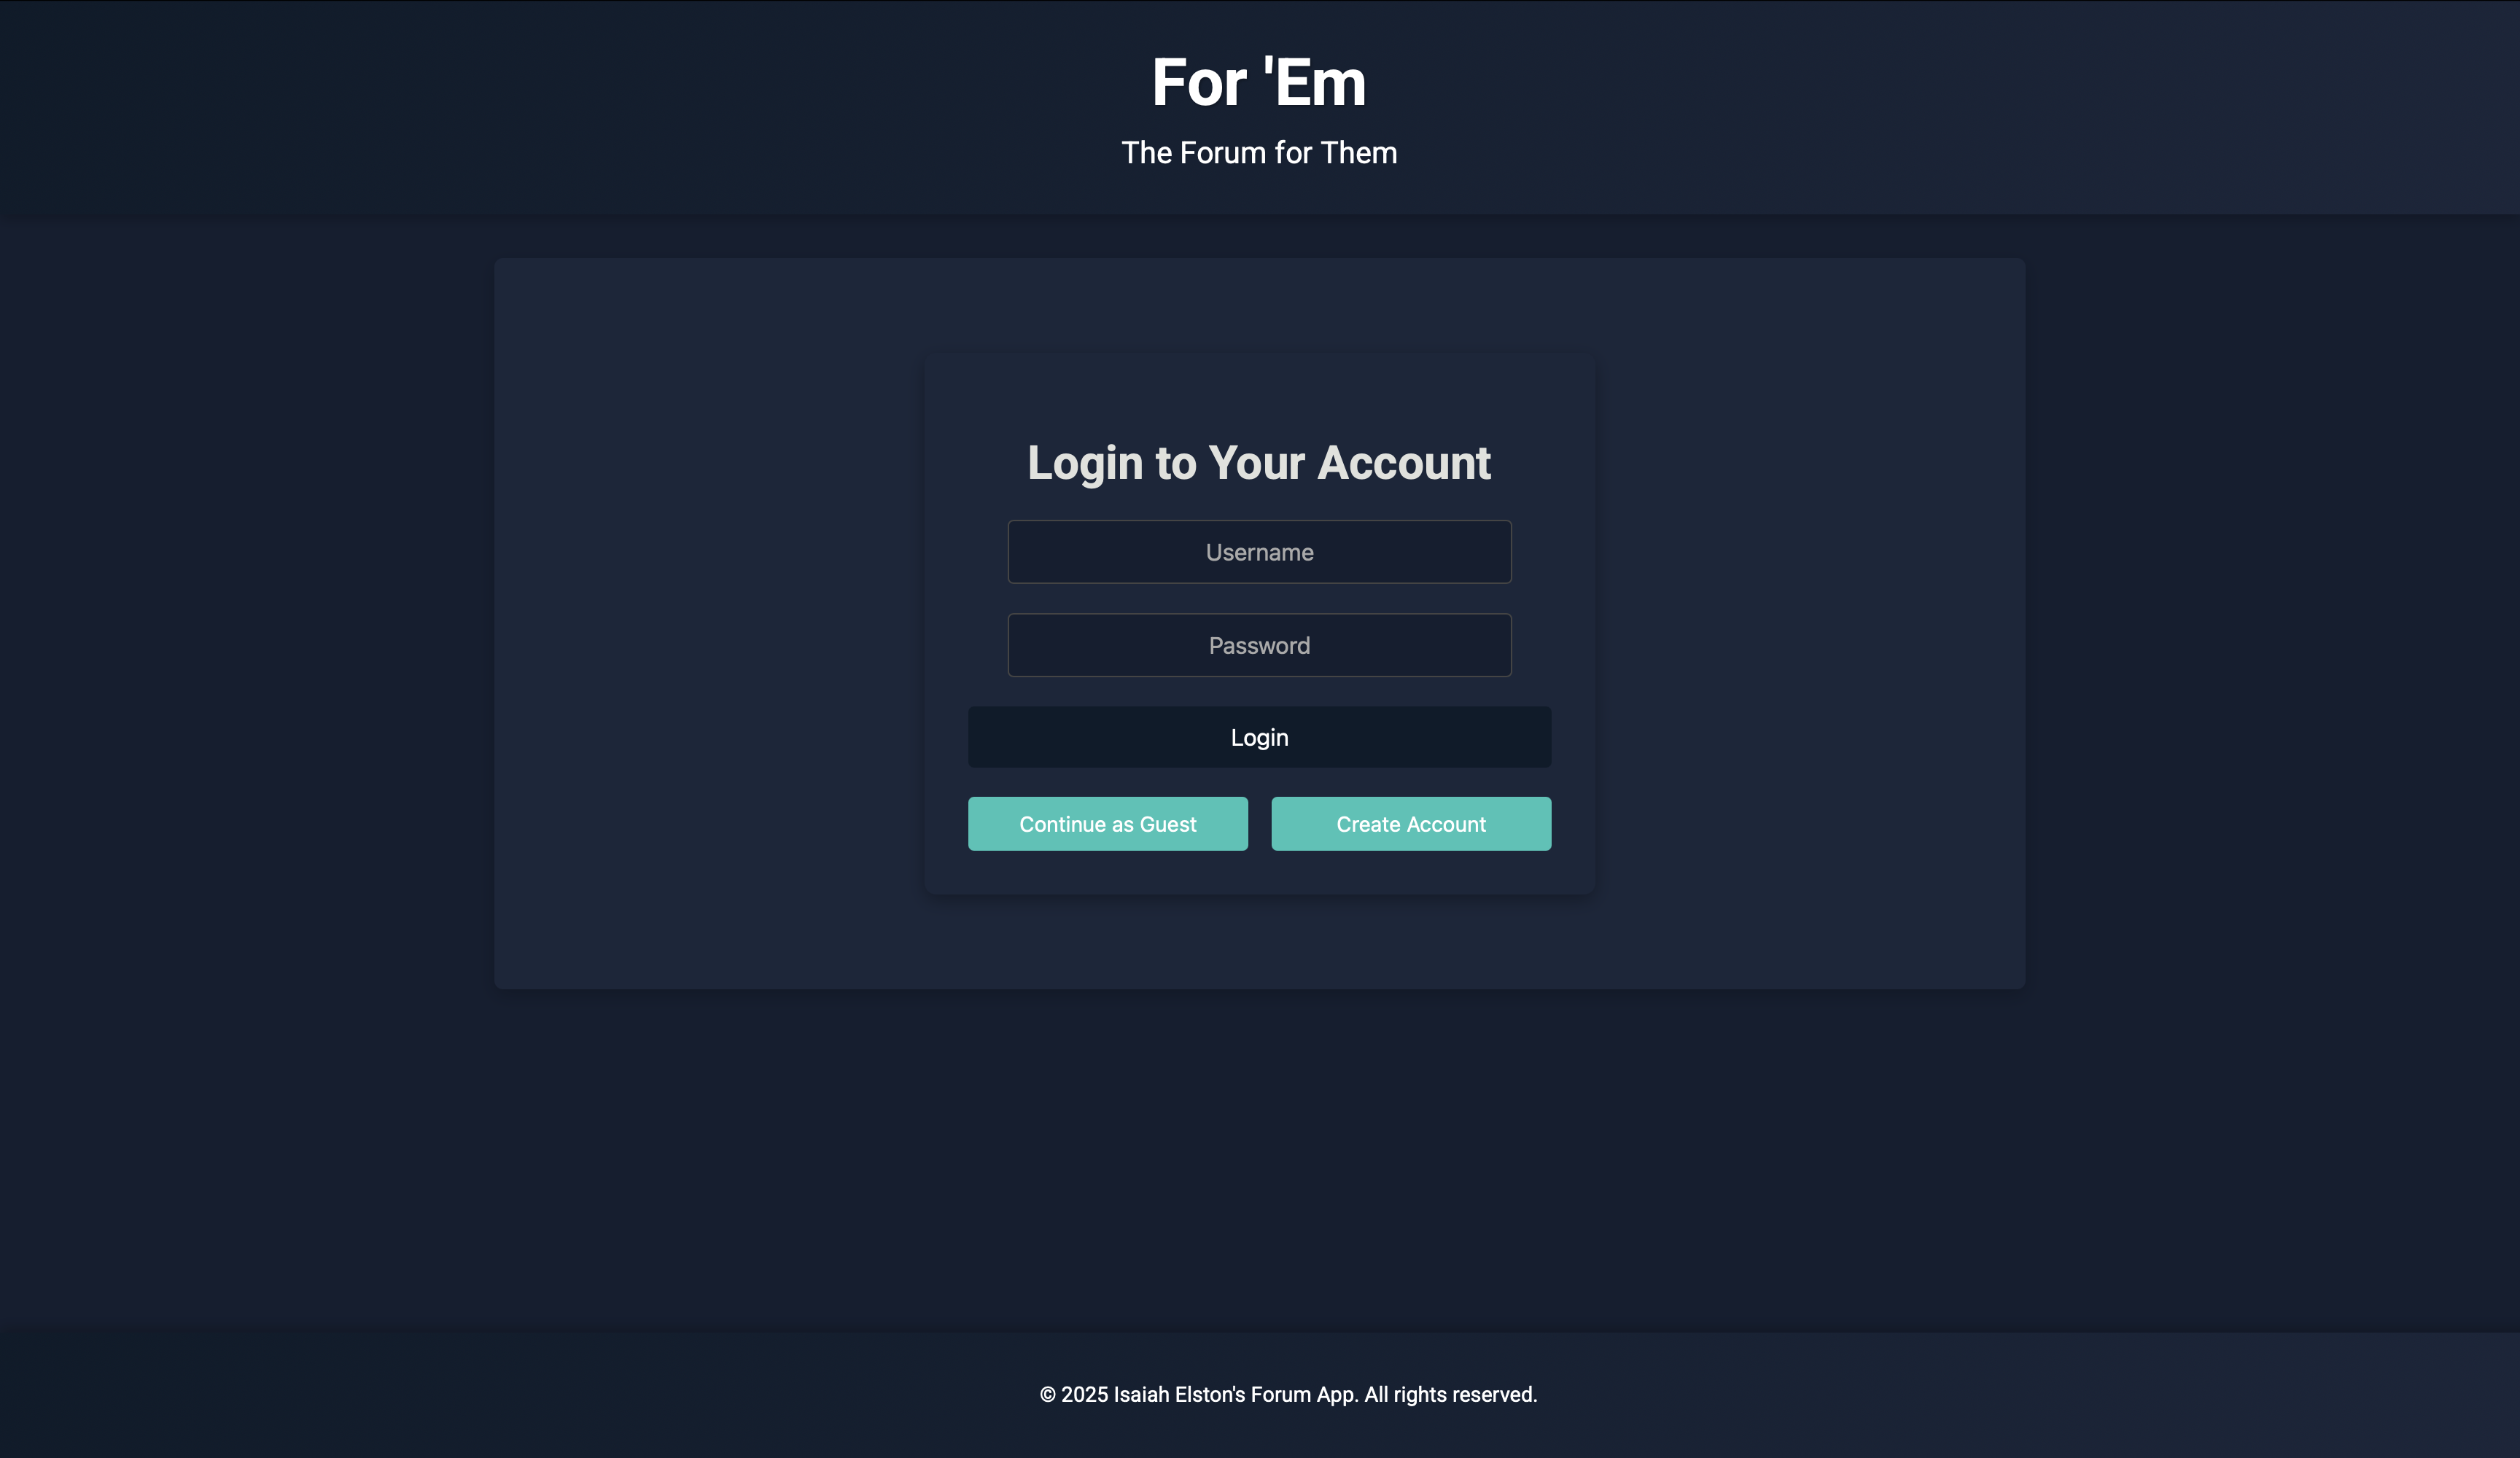 For 'Em
The Forum for Them
Login to Your Account
Username
Password
Login
Continue as Guest
Create Account
© 2025 Isaiah Elston's Forum App. All rights reserved.